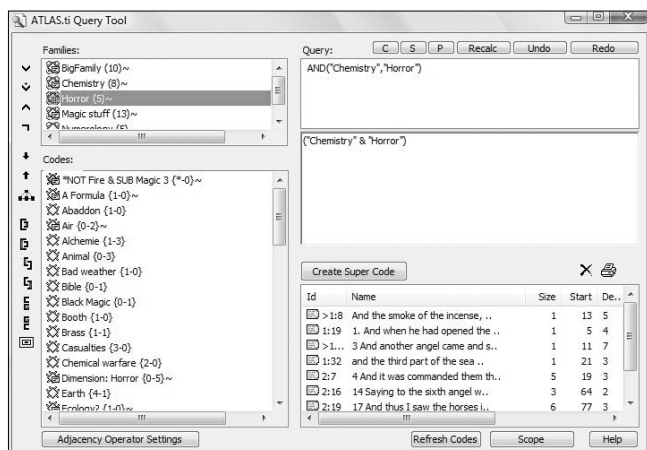 ATLAS.ti Query Tool
Families:
BigFamily (10)~
Chemistry (8)~
Horror (5)~
Magic stuff (13)~
Numerology (5)
Codes:
*NOT Fire & SUB Magic 3 {*-0}~
A Formula {1-0}~
Abaddon {1-0}
Air {0-2}~
Alchemie {1-3}
Animal {0-3}
Bad weather {1-0}
Bible {0-1}
Black Magic {0-1}
Booth {1-0}
Brass {1-1}
Casualties {3-0}
Chemical warfare {2-0}
Dimension: Horror {0-5}~
Earth {4-1}
Ecology? {1-0}~
Adjacency Operator Settings
Query: C S P Recalc Undo Redo
AND("Chemistry","Horror")
("Chemistry" & "Horror")
Create Super Code
Id Name Size Start De..
>1:8 And the smoke of the incense, .. 1 13 5
1:19 1. And when he had opened the .. 1 5 4
>1... 3 And another angel came and s.. 1 11 7
1:32 and the third part of the sea .. 1 21 3
2:7 4 And it was commanded them th.. 5 19 3
2:16 14 Saying to the sixth angel w.. 3 64 2
2:19 17 And thus I saw the horses i.. 6 77 3
Refresh Codes Scope Help